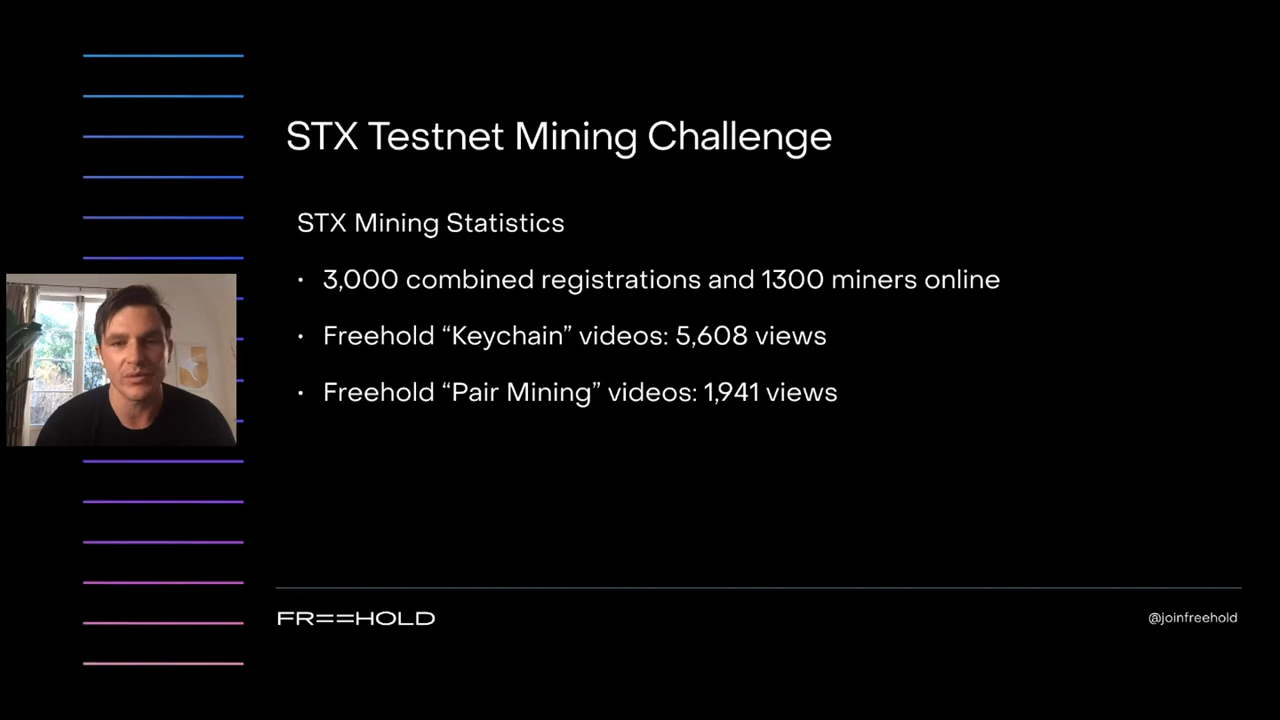 STX Testnet Mining Challenge
STX Mining Statistics
• 3,000 combined registrations and 1300 miners online
• Freehold “Keychain” videos: 5,608 views
• Freehold “Pair Mining” videos: 1,941 views
FR==HOLD
@joinfreehold